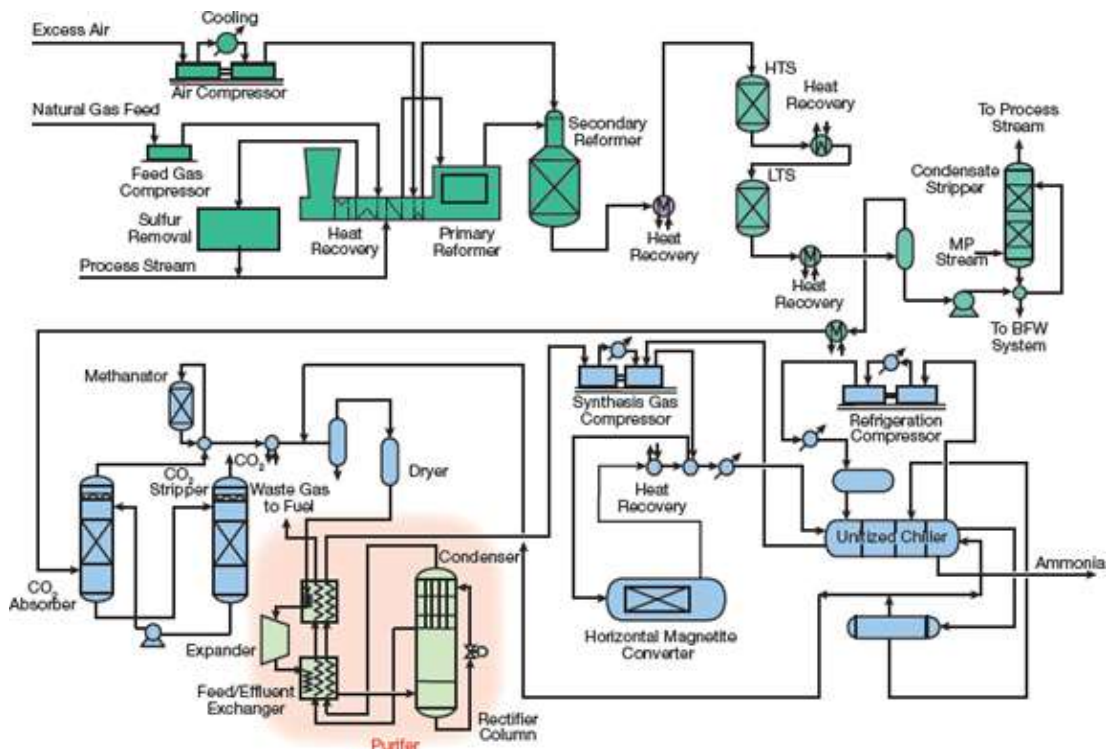 Excess Air
Cooling
Air Compressor
Natural Gas Feed
Feed Gas
Compressor
Sulfur
Removal
Process Stream
Heat
Recovery
Primary
Reformer
Secondary
Reformer
Heat
Recovery
HTS
Heat
Recovery
LTS
Heat
Recovery
To Process
Stream
Condensate
Stripper
MP
Stream
To BFW
System
Methanator
CO2
Stripper
CO2
Waste Gas
to Fuel
Dryer
CO2
Absorber
Condenser
Expander
Feed/Effluent
Exchanger
Rectifier
Column
Purifer
Synthesis Gas
Compressor
Heat
Recovery
Horizontal Magnetite
Converter
Refrigeration
Compressor
Unitized Chiller
Ammonia